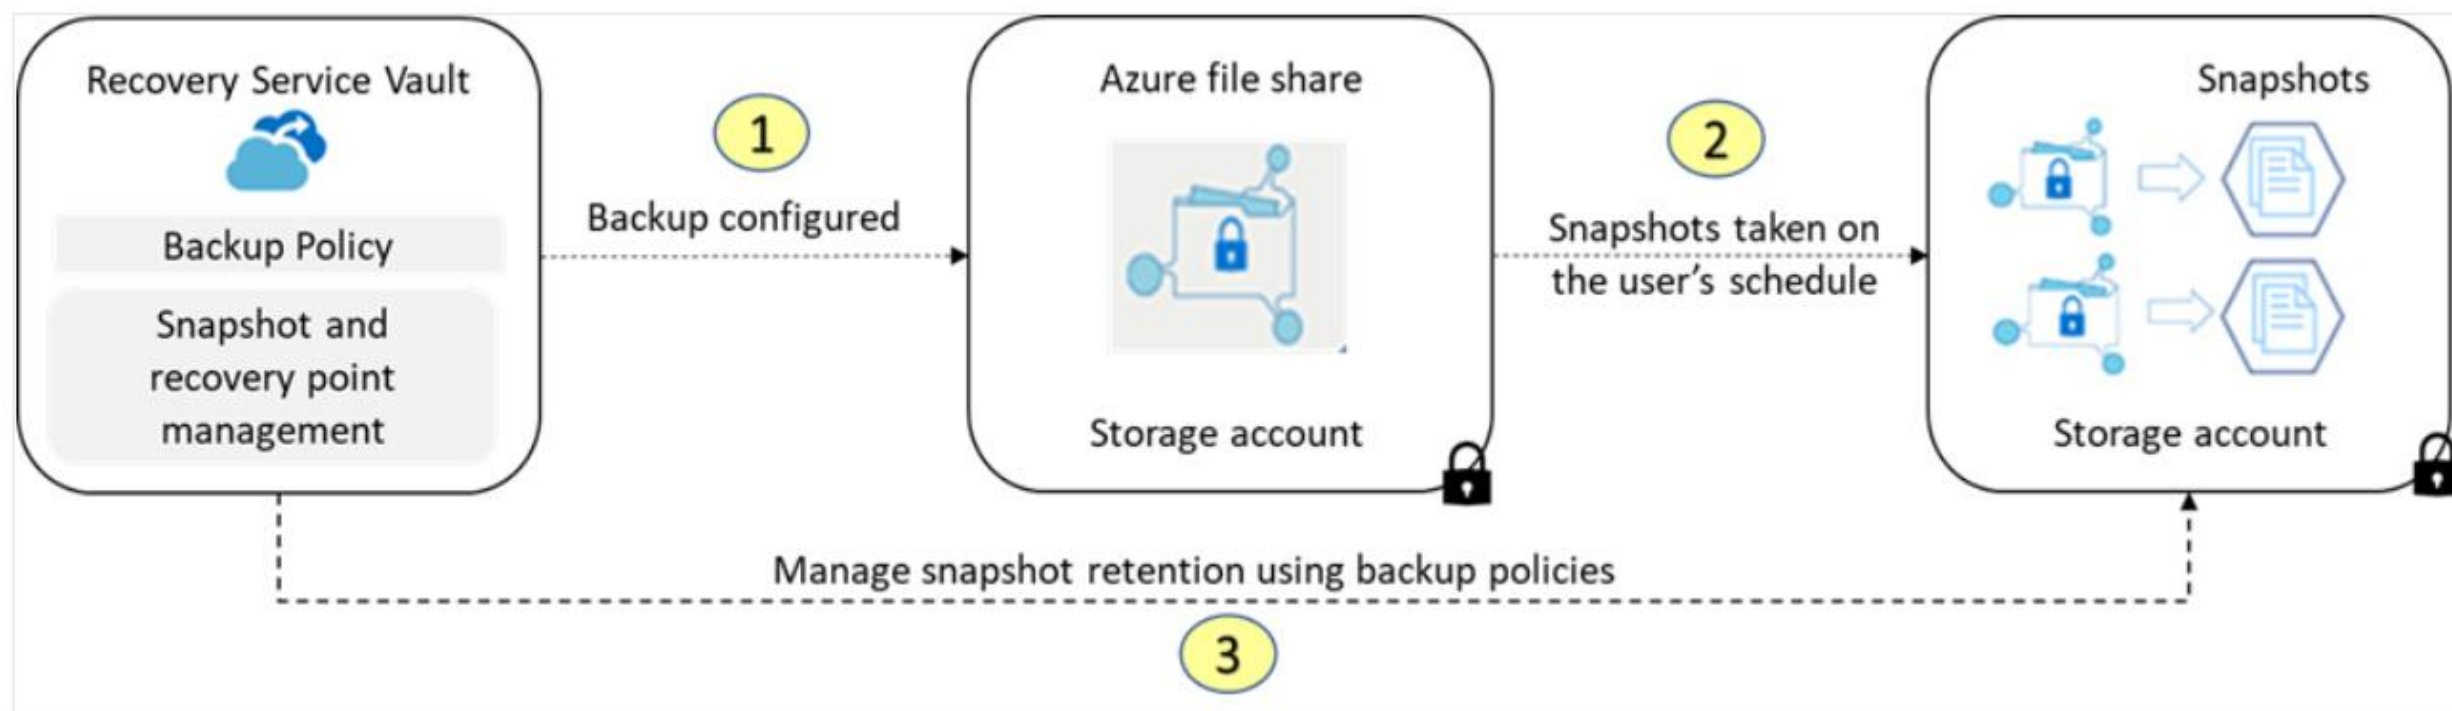 Recovery Service Vault
Backup Policy
Snapshot and
recovery point
management
1
Backup configured
Azure file share
Storage account
2
Snapshots taken on
the user's schedule
Snapshots
Storage account
Manage snapshot retention using backup policies
3